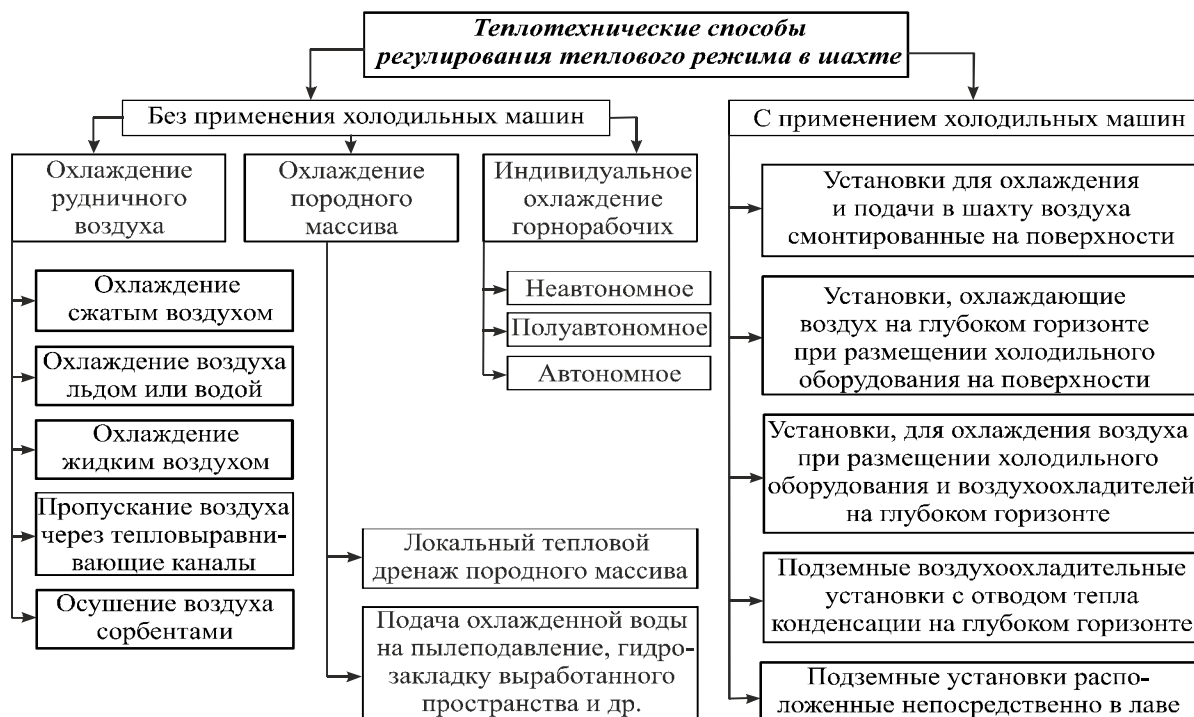 Теплотехнические способы
регулирования теплового режима в шахте
Без применения холодильных машин
С применением холодильных машин
Охлаждение
рудничного
воздуха
Охлаждение
породного
массива
Индивидуальное
охлаждение
горнорабочих
Охлаждение
сжатым воздухом
Охлаждение воздуха
льдом или водой
Охлаждение
жидким воздухом
Пропускание воздуха
через тепловыравни-
вающие каналы
Осушение воздуха
сорбентами
Локальный тепловой
дренаж породного массива
Подача охлажденной воды
на пылеподавление, гидро-
закладку выработанного
пространства и др.
Неавтономное
Полуавтономное
Автономное
Установки для охлаждения
и подачи в шахту воздуха
смонтированные на поверхности
Установки, охлаждающие
воздух на глубоком горизонте
при размещении холодильного
оборудования на поверхности
Установки, для охлаждения воздуха
при размещении холодильного
оборудования и воздухоохладителей
на глубоком горизонте
Подземные воздухоохладительные
установки с отводом тепла
конденсации на глубоком горизонте
Подземные установки распо-
ложенные непосредственно в лаве